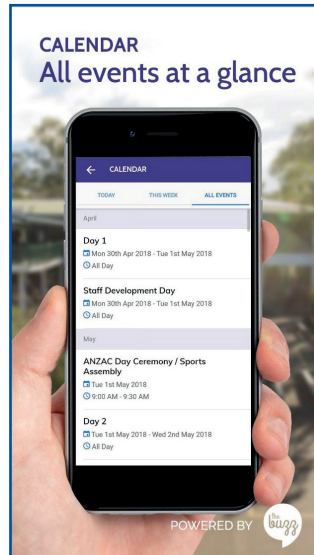 CALENDAR
All events at a glance
CALENDAR
TODAY THIS WEEK ALL EVENTS
April
Day 1
Mon 30th Apr 2018 - Tue 1st May 2018
All Day
Staff Development Day
Mon 30th Apr 2018 - Tue 1st May 2018
All Day
May
ANZAC Day Ceremony / Sports
Assembly
Tue 1st May 2018
9:00 AM - 9:30 AM
Day 2
Tue 1st May 2018 - Wed 2nd May 2018
All Day
POWERED BY
the
buzz